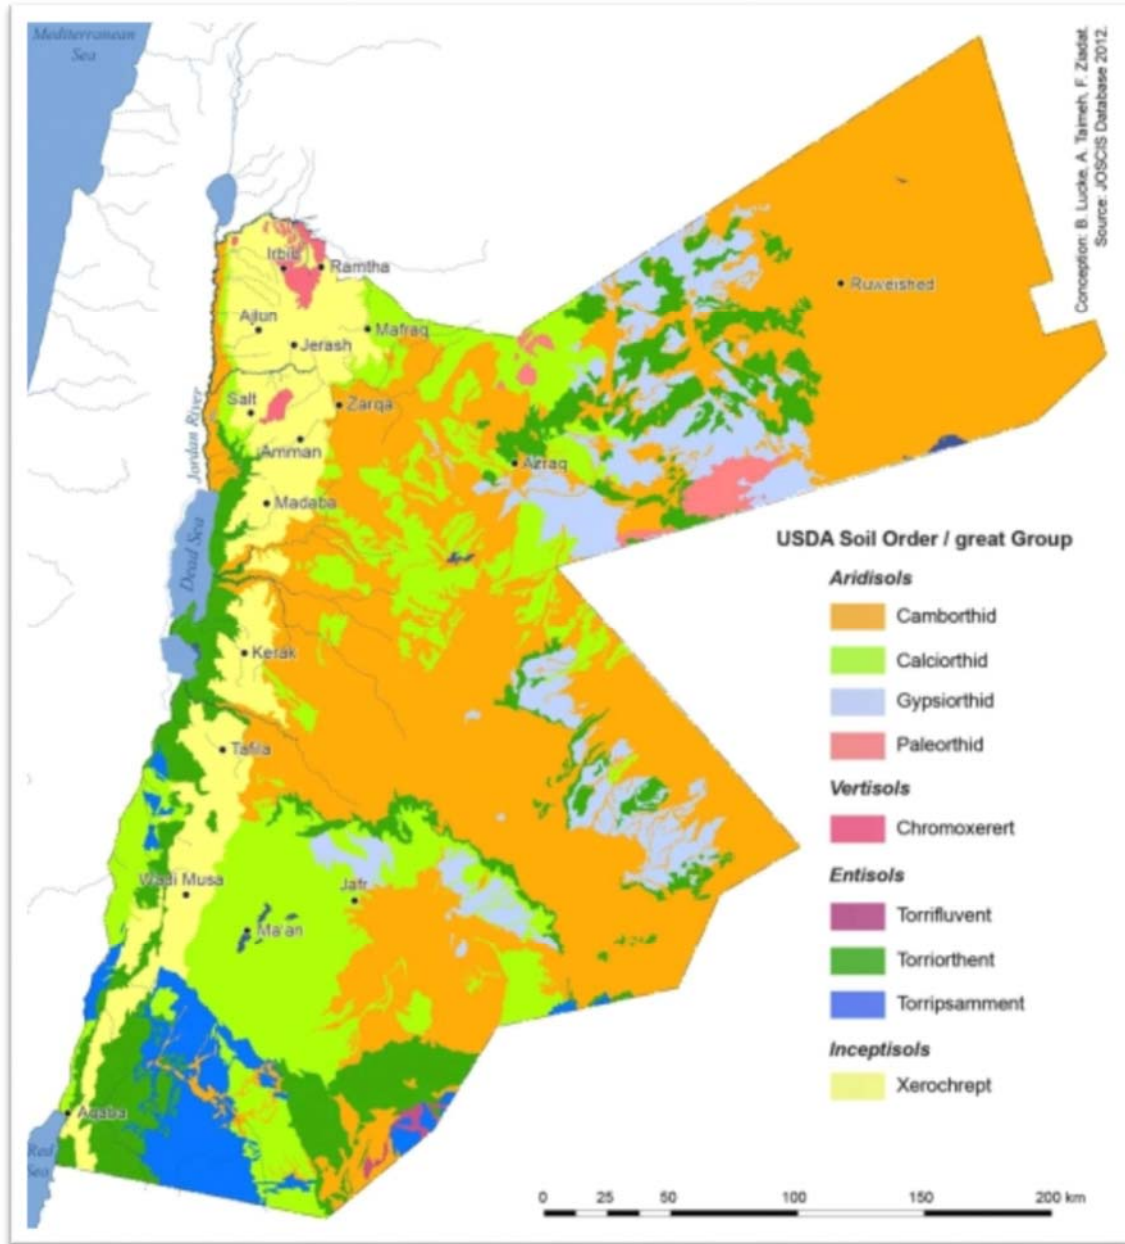 Mediterranean
Sea
Conception: B. Lucke, A. Taimeh, F. Ziadat.
Source: JOSCIS Database 2012.
Irbid
Ramtha
Ruweished
Ajlun
Mafraq
Jerash
Salt
Zarqa
Jordan River
Amman
Azraq
Madaba
Dead Sea
Kerak
Tafila
Wadi Musa
Jafr
Ma'an
Aqaba
Red
Sea
USDA Soil Order / great Group
Aridisols
Camborthid
Calciorthid
Gypsiorthid
Paleorthid
Vertisols
Chromoxerert
Entisols
Torrifluvent
Torriorthent
Torripsamment
Inceptisols
Xerochrept
0 25 50 100 150 200 km